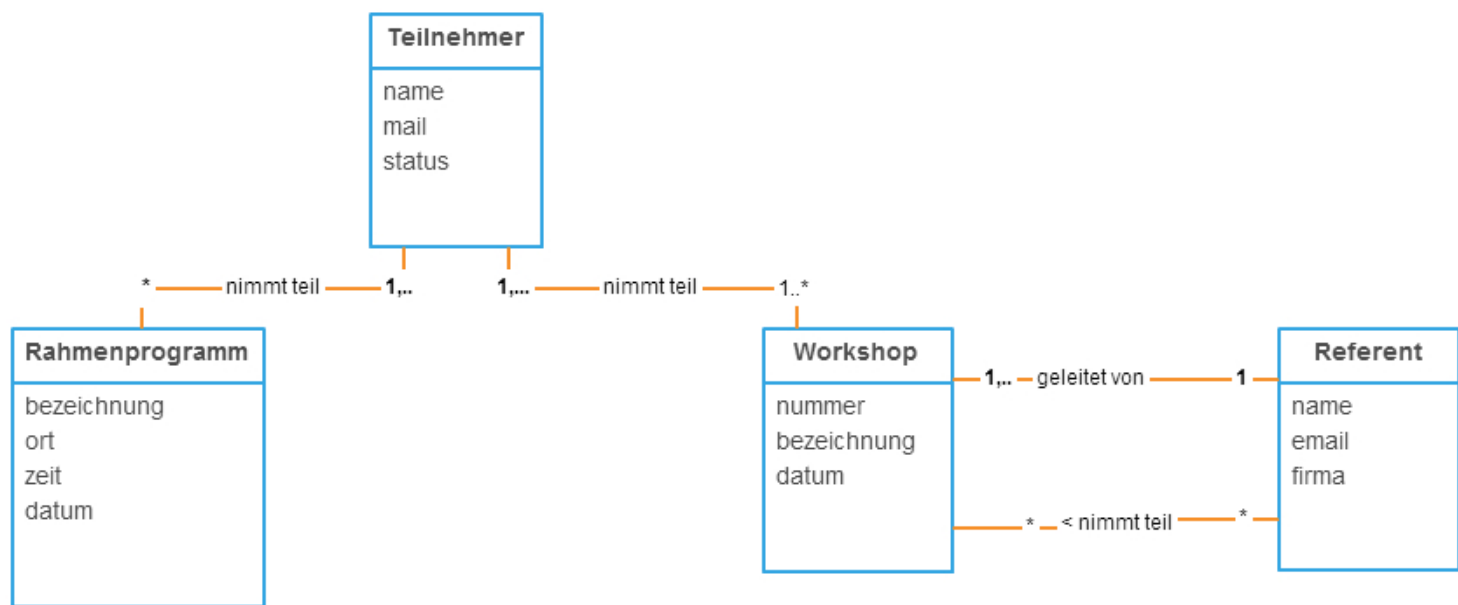 Teilnehmer
name
mail
status
* nimmt teil 1,..
1,... nimmt teil 1..*
Rahmenprogramm
bezeichnung
ort
zeit
datum
Workshop
nummer
bezeichnung
datum
1,.. geleitet von 1
* < nimmt teil *
Referent
name
email
firma